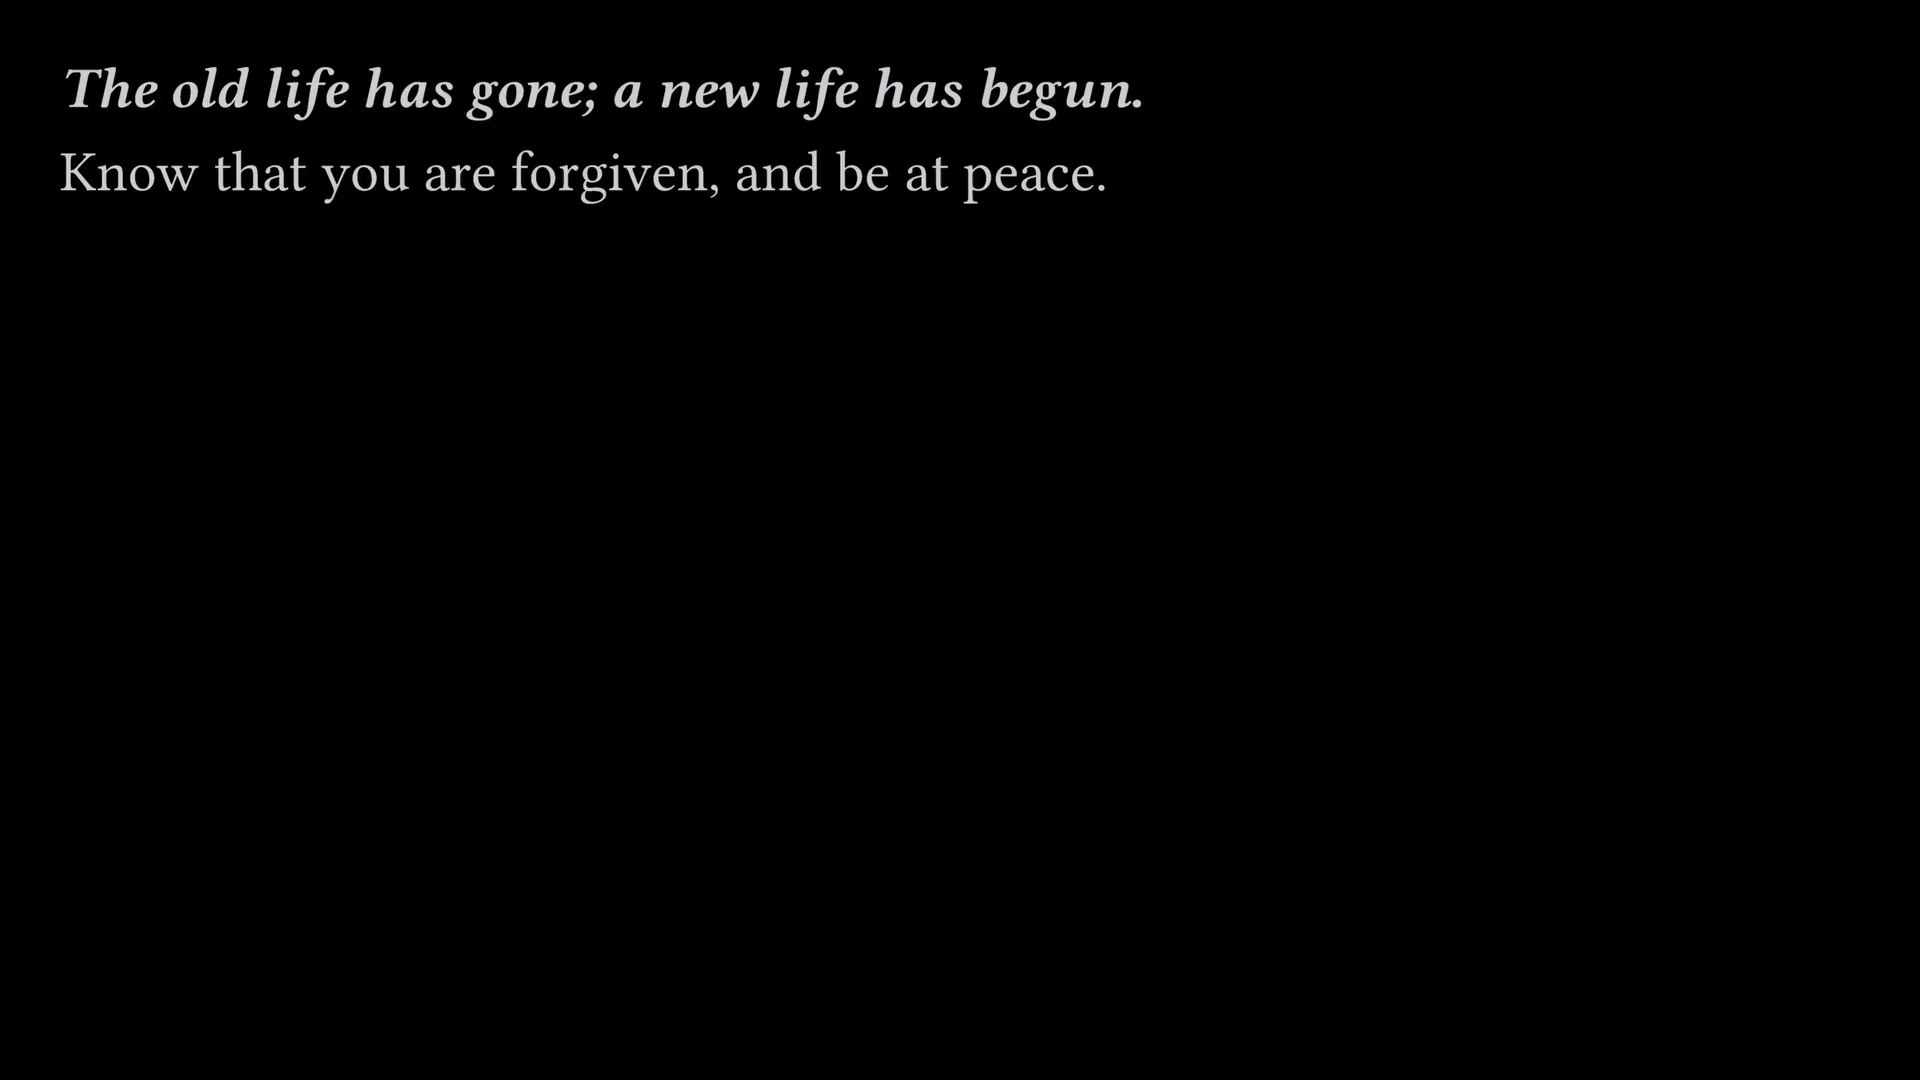 The old life has gone; a new life has begun.
Know that you are forgiven, and be at peace.